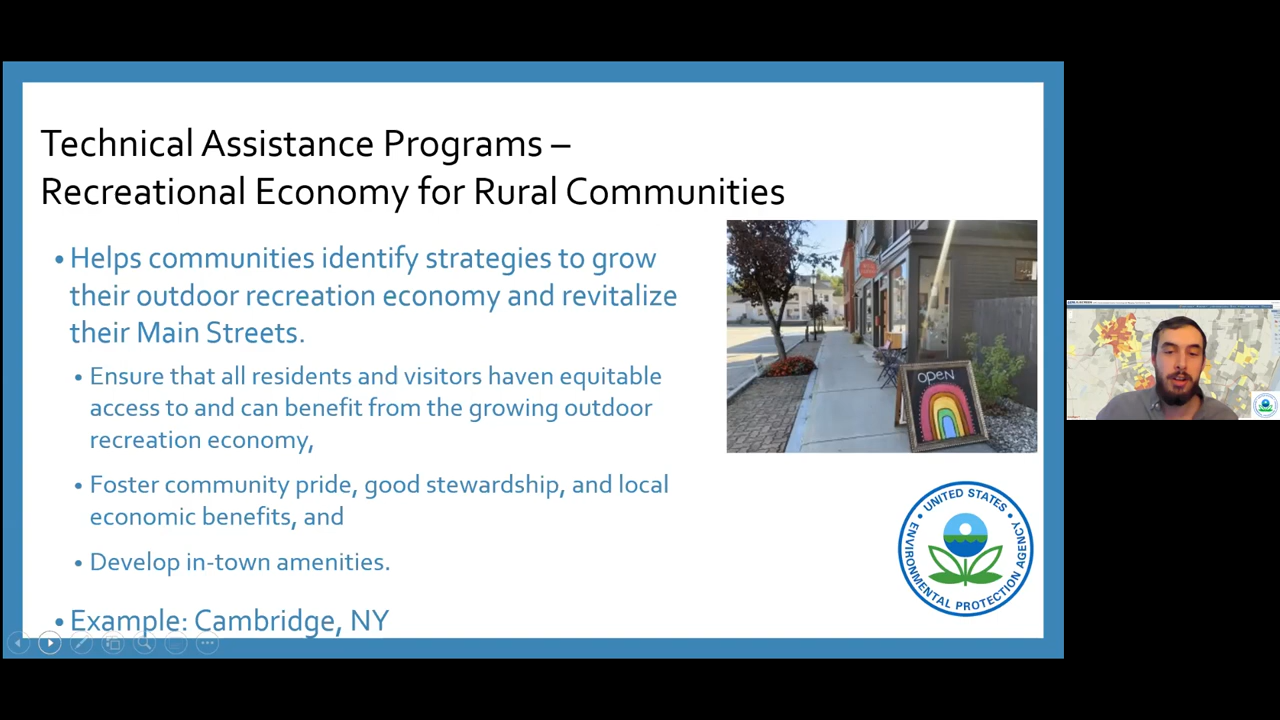 Technical Assistance Programs –
Recreational Economy for Rural Communities
• Helps communities identify strategies to grow
their outdoor recreation economy and revitalize
their Main Streets.
• Ensure that all residents and visitors haven equitable
access to and can benefit from the growing outdoor
recreation economy,
• Foster community pride, good stewardship, and local
economic benefits, and
• Develop in-town amenities.
• Example: Cambridge, NY
OPEN
UNITED STATES
ENVIRONMENTAL PROTECTION AGENCY